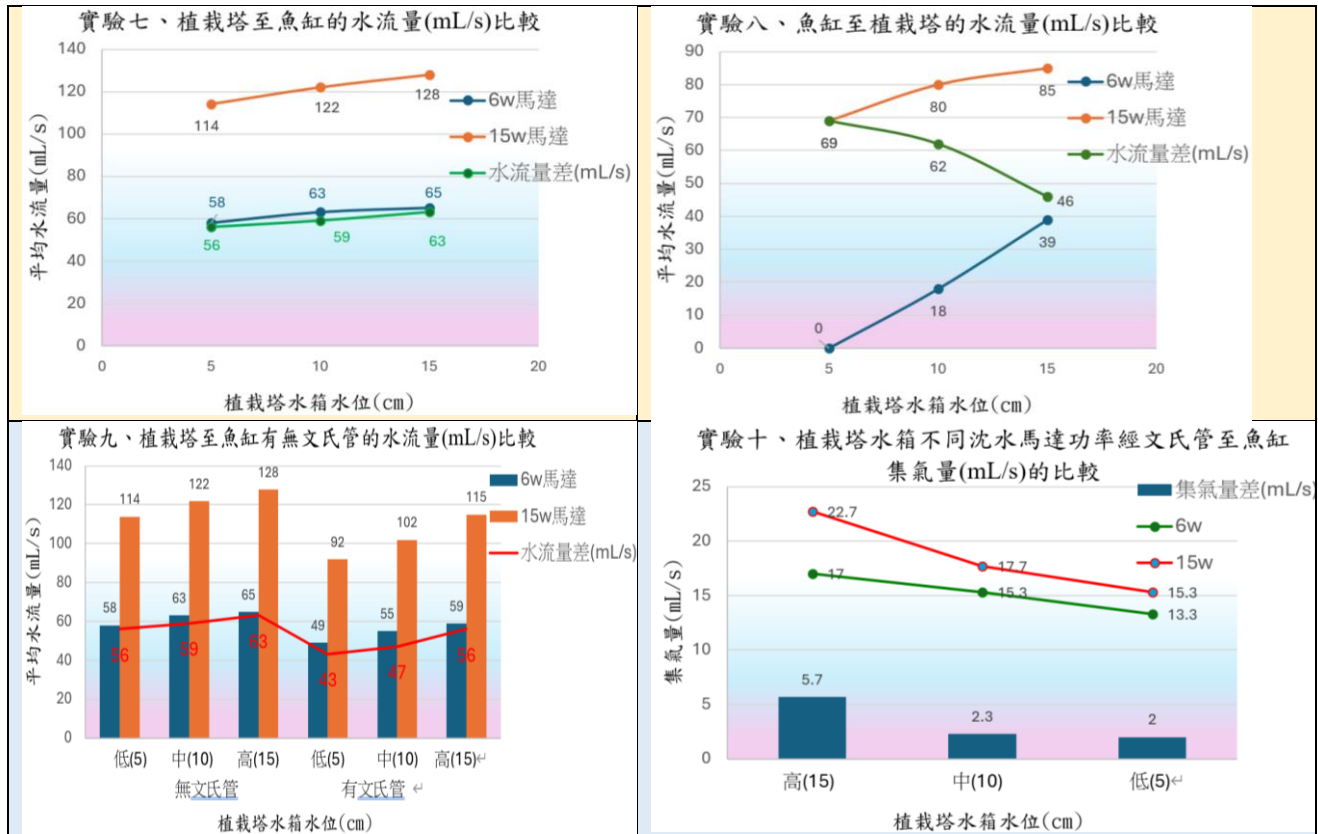 實驗七、植栽塔至魚缸的水流量(mL/s)比較
140
120
100
80
60
40
20
0
平均水流量(mL/s)
114
122
128
58
63
65
56
59
63
6w馬達
15w馬達
水流量差(mL/s)
0
5
10
15
20
植栽塔水箱水位(cm)
實驗八、魚缸至植栽塔的水流量(mL/s)比較
90
80
70
60
50
40
30
20
10
0
平均水流量(mL/s)
69
80
85
62
46
0
18
39
6w馬達
15w馬達
水流量差(mL/s)
0
5
10
15
20
植栽塔水箱水位(cm)
實驗九、植栽塔至魚缸有無文氏管的水流量(mL/s)比較
140
120
100
80
60
40
20
0
平均水流量(mL/s)
58
114
63
122
65
128
49
92
55
102
59
115
56
59
63
43
47
56
6w馬達
15w馬達
水流量差(mL/s)
低(5)
中(10)
高(15)
低(5)
中(10)
高(15)↵
無文氏管
有文氏管 ↵
植栽塔水箱水位(cm)
實驗十、植栽塔水箱不同沈水馬達功率經文氏管至魚缸
集氣量(mL/s)的比較
25
20
15
10
5
0
集氣量(mL/s)
22.7
17.7
15.3
17
15.3
13.3
5.7
2.3
2
集氣量差(mL/s)
6w
15w
高(15)
中(10)
低(5)↵
植栽塔水箱水位(cm)